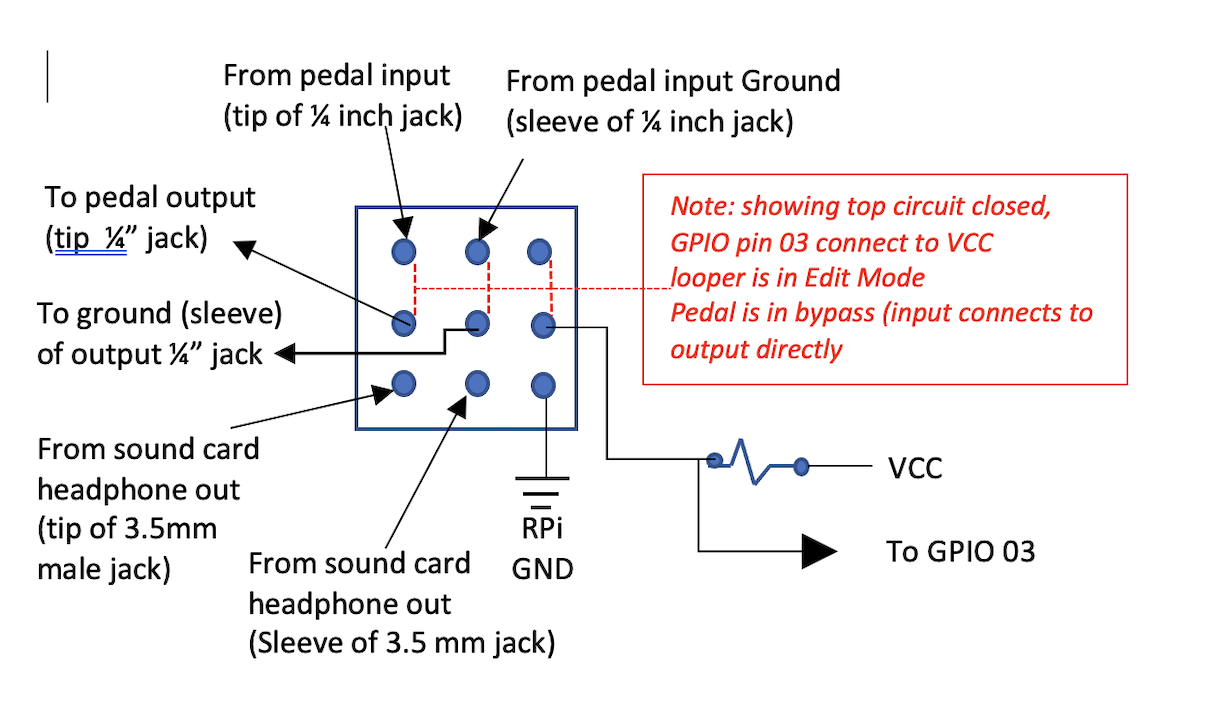 From pedal input
(tip of ¼ inch jack)
From pedal input Ground
(sleeve of ¼ inch jack)
To pedal output
(tip ¼” jack)
Note: showing top circuit closed,
GPIO pin 03 connect to VCC
looper is in Edit Mode
Pedal is in bypass (input connects to
output directly
To ground (sleeve)
of output ¼” jack
From sound card
headphone out
(tip of 3.5mm
male jack)
From sound card
headphone out
(Sleeve of 3.5 mm jack)
RPi
GND
VCC
To GPIO 03